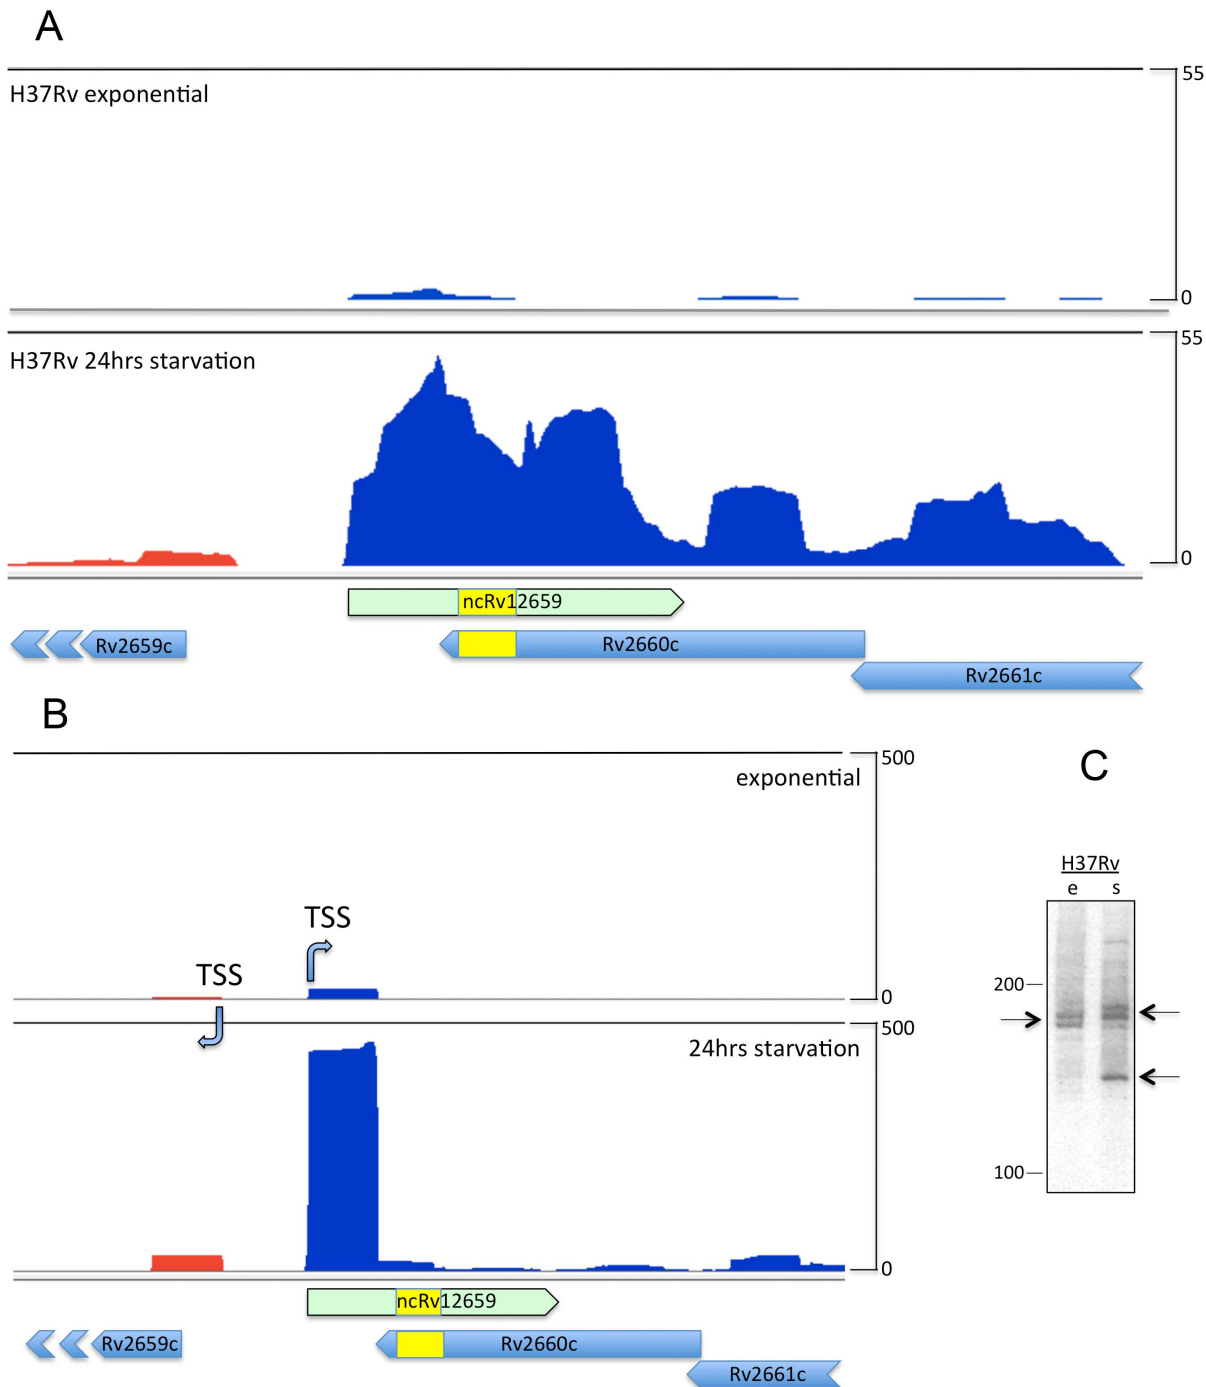 A
H37Rv exponential
55
0
H37Rv 24hrs starvation
55
0
ncRv12659
Rv2659c
Rv2660c
Rv2661c
B
500
exponential
TSS
TSS
0
500
24hrs starvation
0
ncRv12659
Rv2659c
Rv2660c
Rv2661c
C
H37Rv
e s
200
100